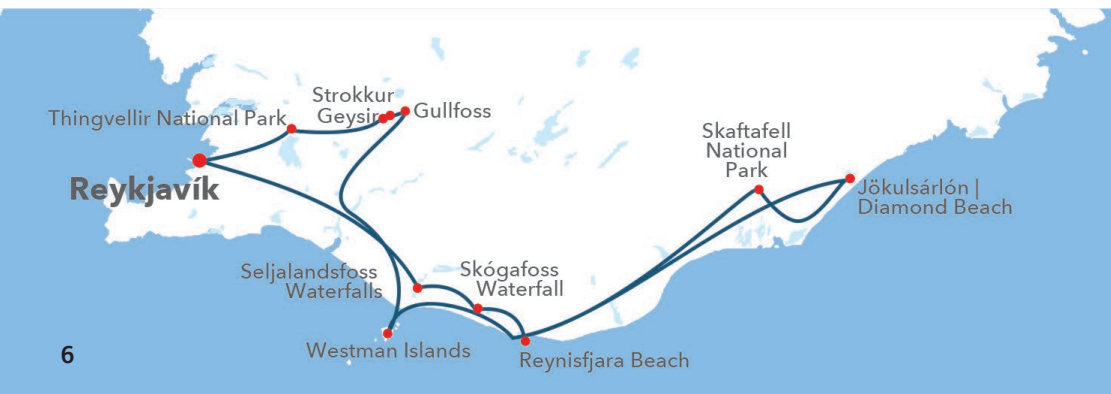 Strokkur
Geysir
Gullfoss
Thingvellir National Park
Reykjavík
Skaftafell
National
Park
Jökulsárlón |
Diamond Beach
Seljalandsfoss
Waterfalls
Skógafoss
Waterfall
Westman Islands
Reynisfjara Beach
6